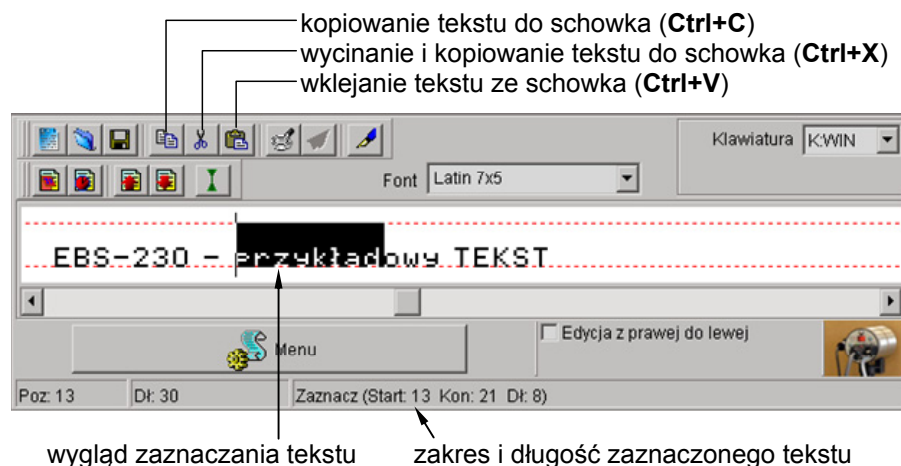 kopiowanie tekstu do schowka (Ctrl+C)
wycinanie i kopiowanie tekstu do schowka (Ctrl+X)
wklejanie tekstu ze schowka (Ctrl+V)
Klawiatura K:WIN
Font Latin 7x5
EBS-230 - przykładowy TEKST
Menu
Edycja z prawej do lewej
Poz: 13 Dł: 30 Zaznacz (Start: 13 Kon: 21 Dł: 8)
wygląd zaznaczania tekstu zakres i długość zaznaczonego tekstu